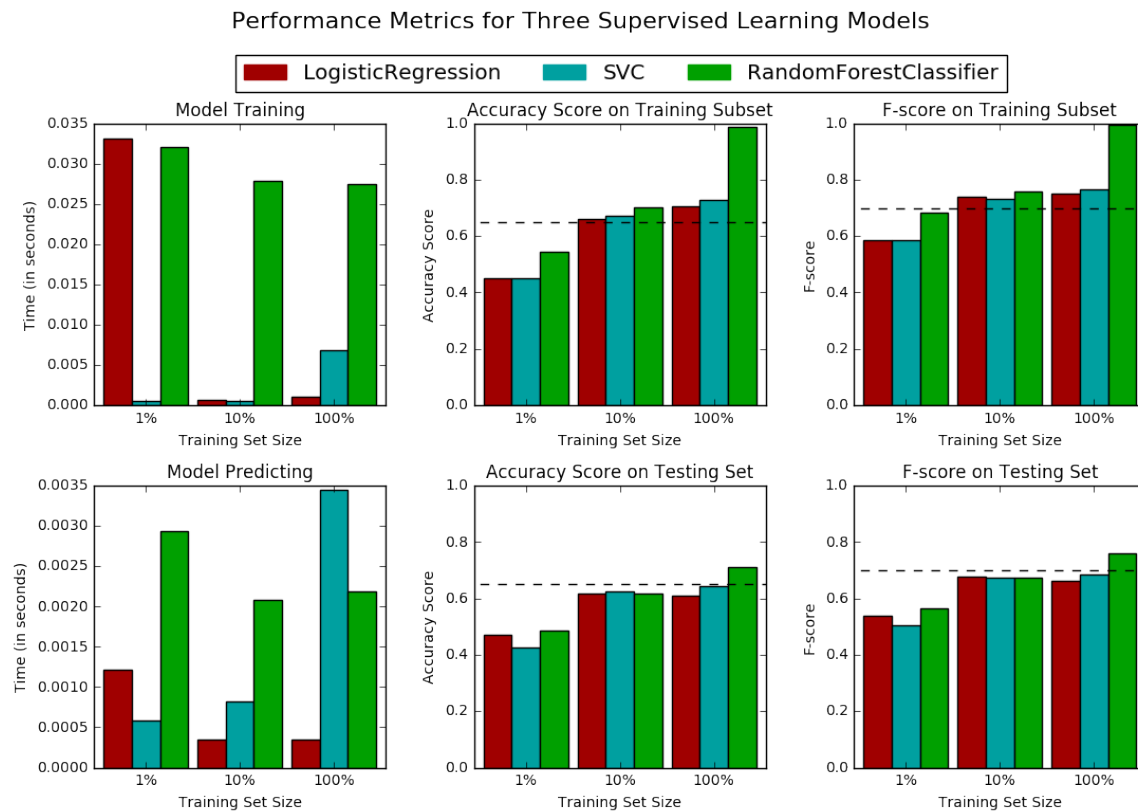 Performance Metrics for Three Supervised Learning Models
LogisticRegression SVC RandomForestClassifier
Model Training
0.035
0.030
0.025
0.020
0.015
0.010
0.005
0.000
Time (in seconds)
1% 10% 100%
Training Set Size
Accuracy Score on Training Subset
1.0
0.8
0.6
0.4
0.2
0.0
Accuracy Score
1% 10% 100%
Training Set Size
F-score on Training Subset
1.0
0.8
0.6
0.4
0.2
0.0
F-score
1% 10% 100%
Training Set Size
Model Predicting
0.0035
0.0030
0.0025
0.0020
0.0015
0.0010
0.0005
0.0000
Time (in seconds)
1% 10% 100%
Training Set Size
Accuracy Score on Testing Set
1.0
0.8
0.6
0.4
0.2
0.0
Accuracy Score
1% 10% 100%
Training Set Size
F-score on Testing Set
1.0
0.8
0.6
0.4
0.2
0.0
F-score
1% 10% 100%
Training Set Size